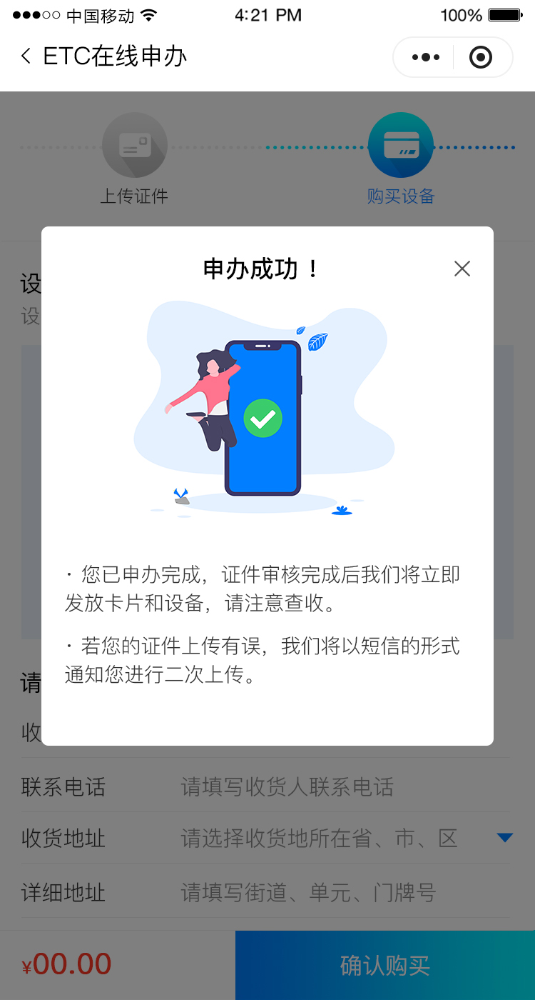 中国移动
4:21 PM
100%
ETC在线申办
上传证件
购买设备
设
设
申办成功！
· 您已申办完成，证件审核完成后我们将立即
发放卡片和设备，请注意查收。
· 若您的证件上传有误，我们将以短信的形式
通知您进行二次上传。
请
收
联系电话
请填写收货人联系电话
收货地址
请选择收货地所在省、市、区
详细地址
请填写街道、单元、门牌号
¥00.00
确认购买